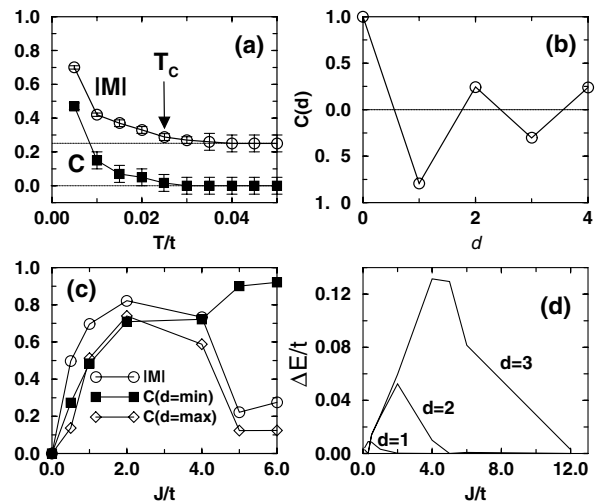 (a)
|M|
T_C
C
1.0
0.8
0.6
0.4
0.2
0.0
0.00
0.02
0.04
T/t
(b)
C(d)
1.0
0.5
0.0
0.5
1. 0
0
2
4
d
(c)
|M|
C(d=min)
C(d=max)
1.0
0.8
0.6
0.4
0.2
0.0
0.0
2.0
4.0
6.0
J/t
(d)
ΔE/t
0.12
0.08
0.04
0
d=3
d=2
d=1
0.0
4.0
8.0
12.0
J/t